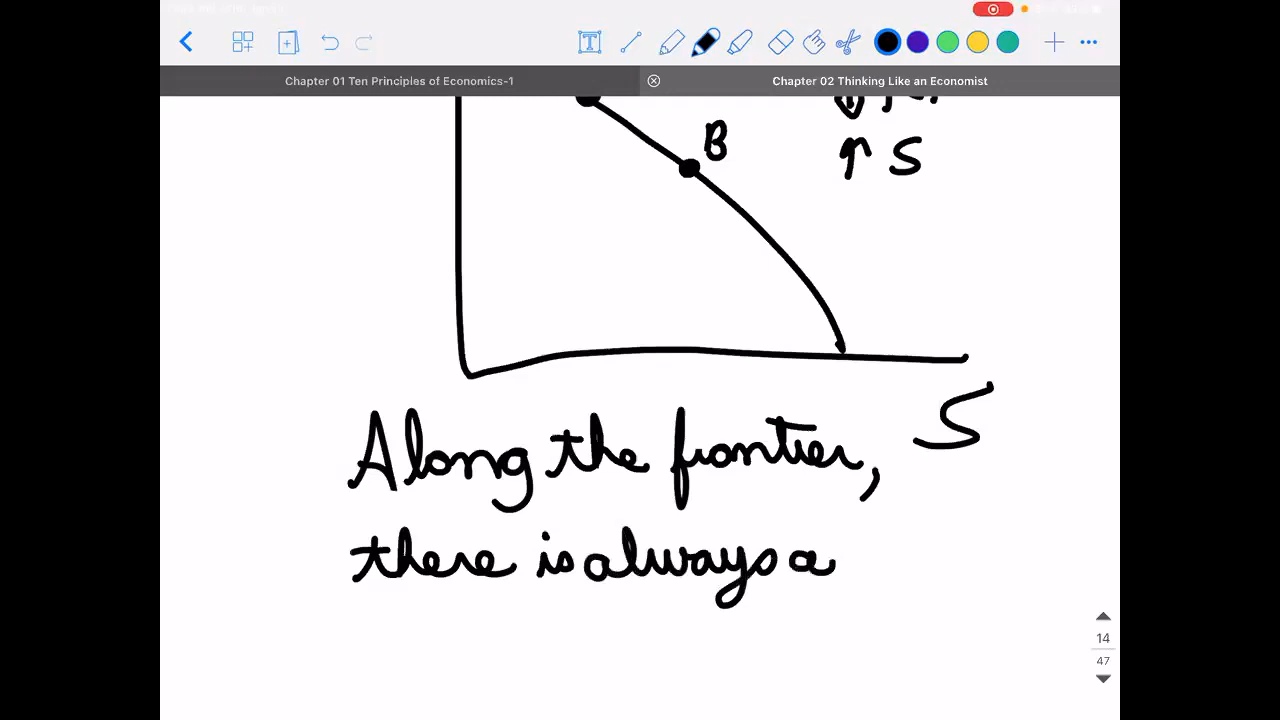 Chapter 01 Ten Principles of Economics-1
Chapter 02 Thinking Like an Economist
B
↑ S
S
Along the frontier,
there is always a
14
47